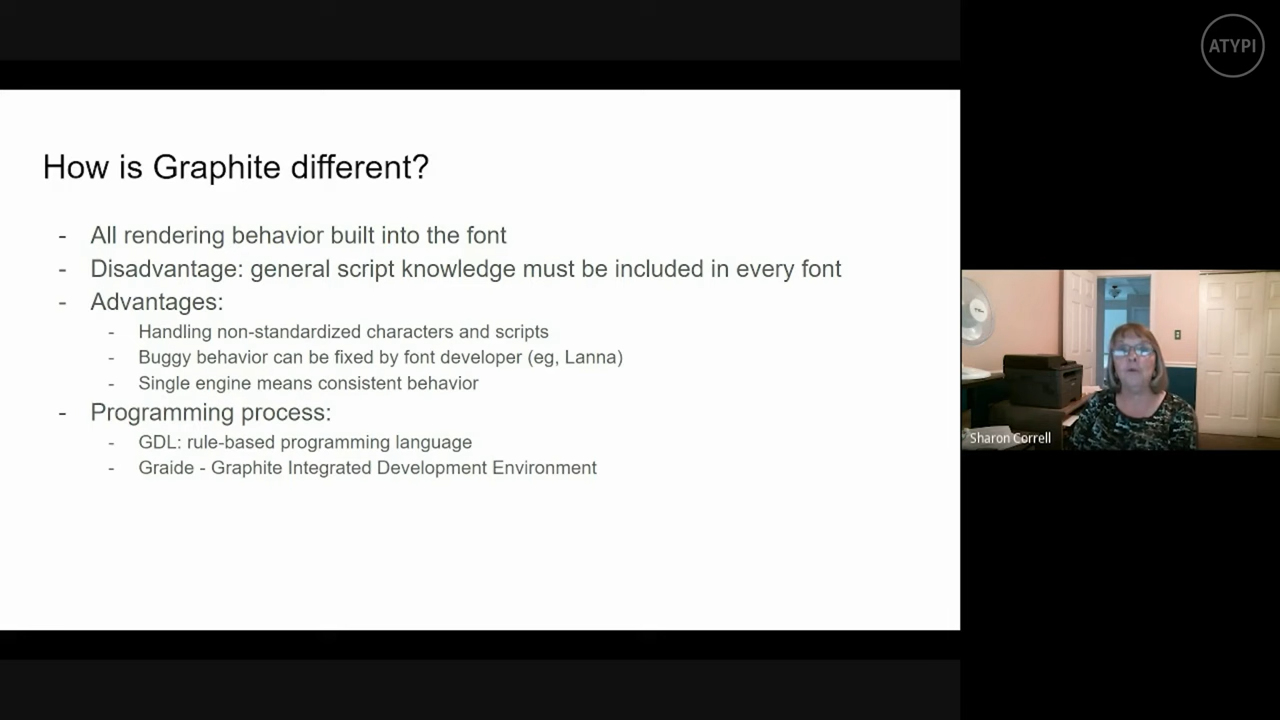 ATYPI
How is Graphite different?
- All rendering behavior built into the font
- Disadvantage: general script knowledge must be included in every font
- Advantages:
- Handling non-standardized characters and scripts
- Buggy behavior can be fixed by font developer (eg, Lanna)
- Single engine means consistent behavior
- Programming process:
- GDL: rule-based programming language
- Graide - Graphite Integrated Development Environment
Sharon Correll